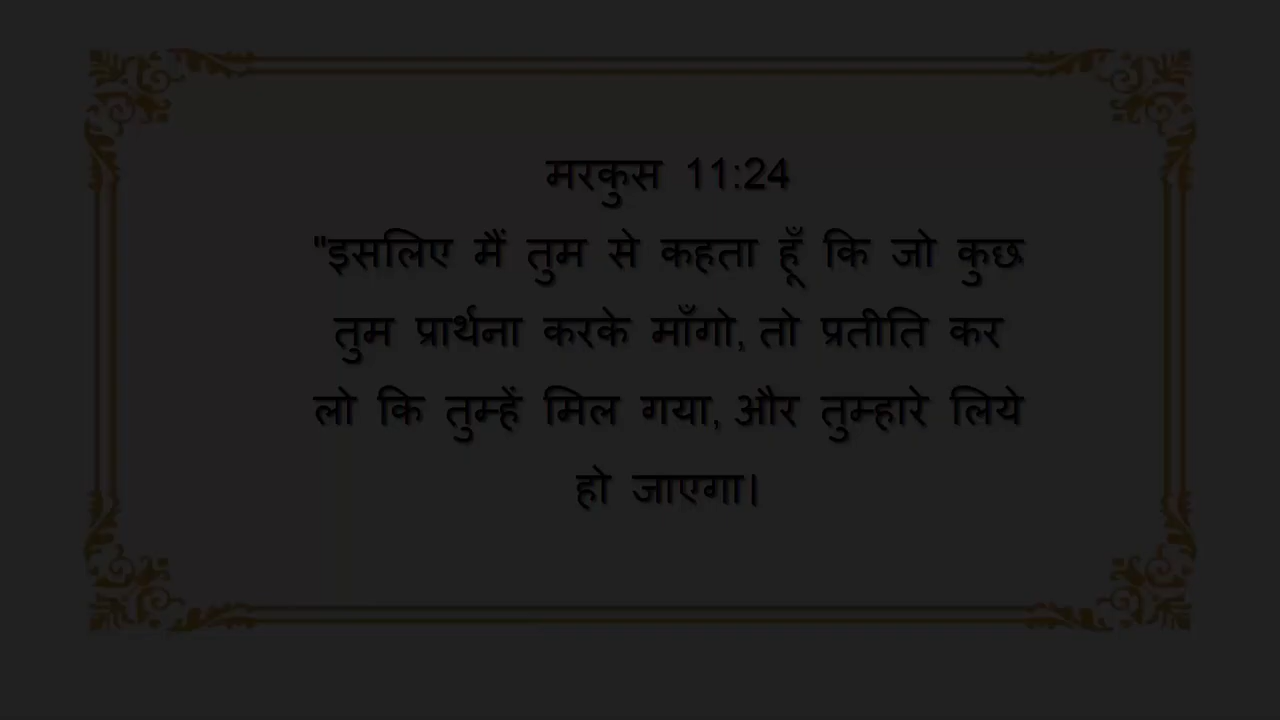 मरकुस 11:24
"इसलिए मैं तुम से कहता हूँ कि जो कुछ
तुम प्रार्थना करके माँगो, तो प्रतीति कर
लो कि तुम्हें मिल गया, और तुम्हारे लिये
हो जाएगा।